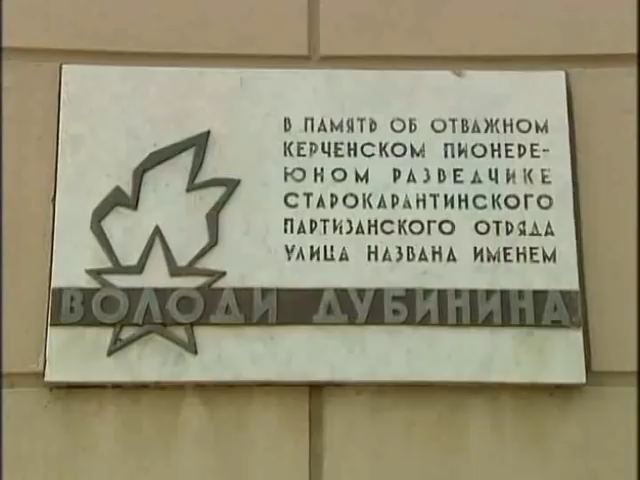 В ПАМЯТЬ ОБ ОТВАЖНОМ
КЕРЧЕНСКОМ ПИОНЕРЕ-
ЮНОМ РАЗВЕДЧИКЕ
СТАРОКАРАНТИНСКОГО
ПАРТИЗАНСКОГО ОТРЯДА
УЛИЦА НАЗВАНА ИМЕНЕМ
ВОЛОДИ ДУБИНИНА